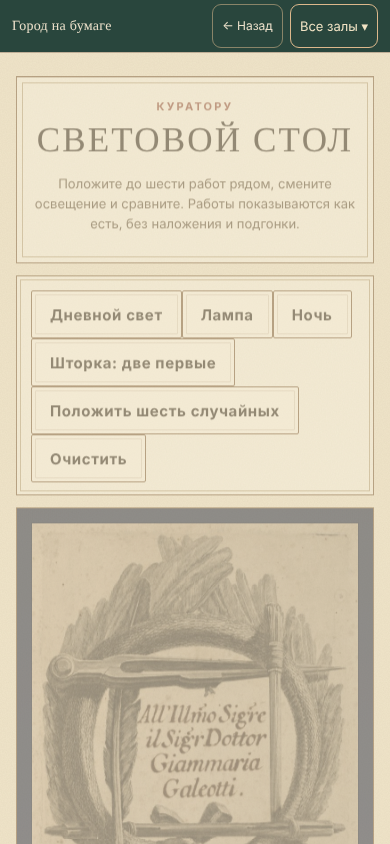 Город на бумаге
← Назад
Все залы ▾
КУРАТОРУ
СВЕТОВОЙ СТОЛ
Положите до шести работ рядом, смените
освещение и сравните. Работы показываются как
есть, без наложения и подгонки.
Дневной свет
Лампа
Ночь
Шторка: две первые
Положить шесть случайных
Очистить
All'Illm̃o Sigr̃e
il Sigr̃ Dottor
Giammaria
Galeotti.